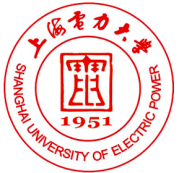 上海电力大学
1951
SHANGHAI UNIVERSITY OF ELECTRIC POWER